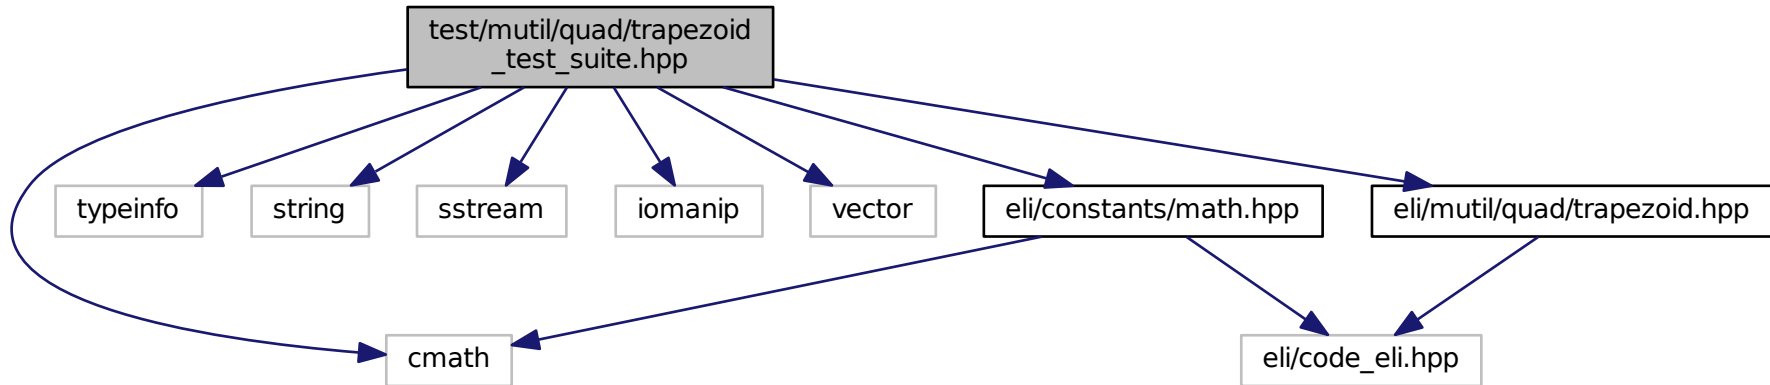 test/mutil/quad/trapezoid
_test_suite.hpp
typeinfo
string
sstream
iomanip
vector
eli/constants/math.hpp
eli/mutil/quad/trapezoid.hpp
cmath
eli/code_eli.hpp